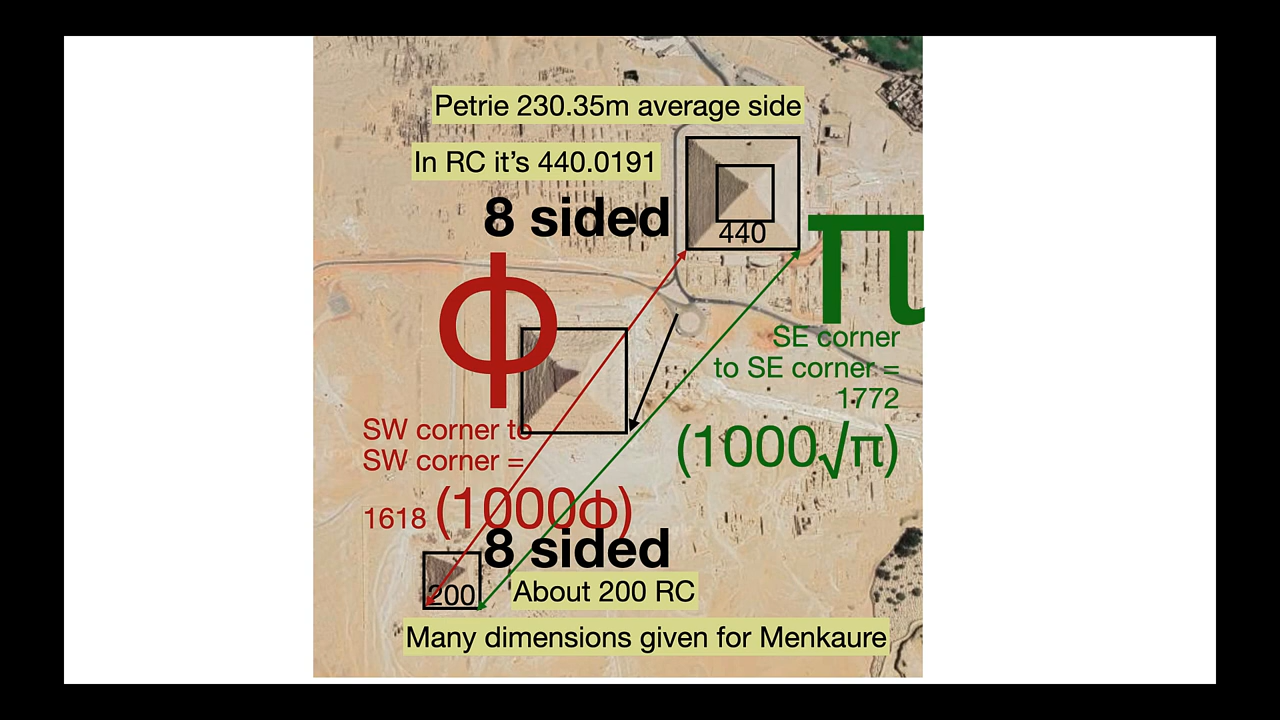 Petrie 230.35m average side
In RC it's 440.0191
8 sided
440
π
ϕ
SE corner
to SE corner =
1772
(1000√π)
SW corner to
SW corner =
1618 (1000ϕ)
8 sided
200
About 200 RC
Many dimensions given for Menkaure